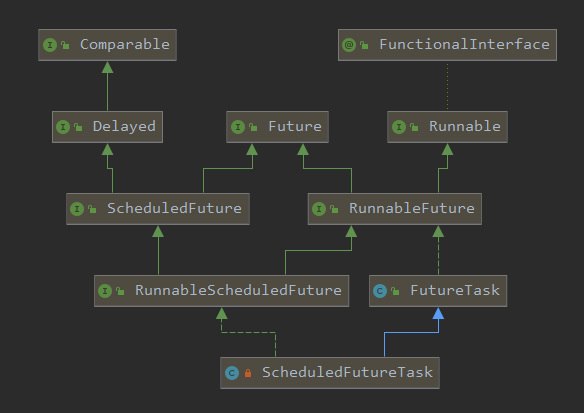 Comparable
FunctionalInterface
Delayed
Future
Runnable
ScheduledFuture
RunnableFuture
RunnableScheduledFuture
FutureTask
ScheduledFutureTask